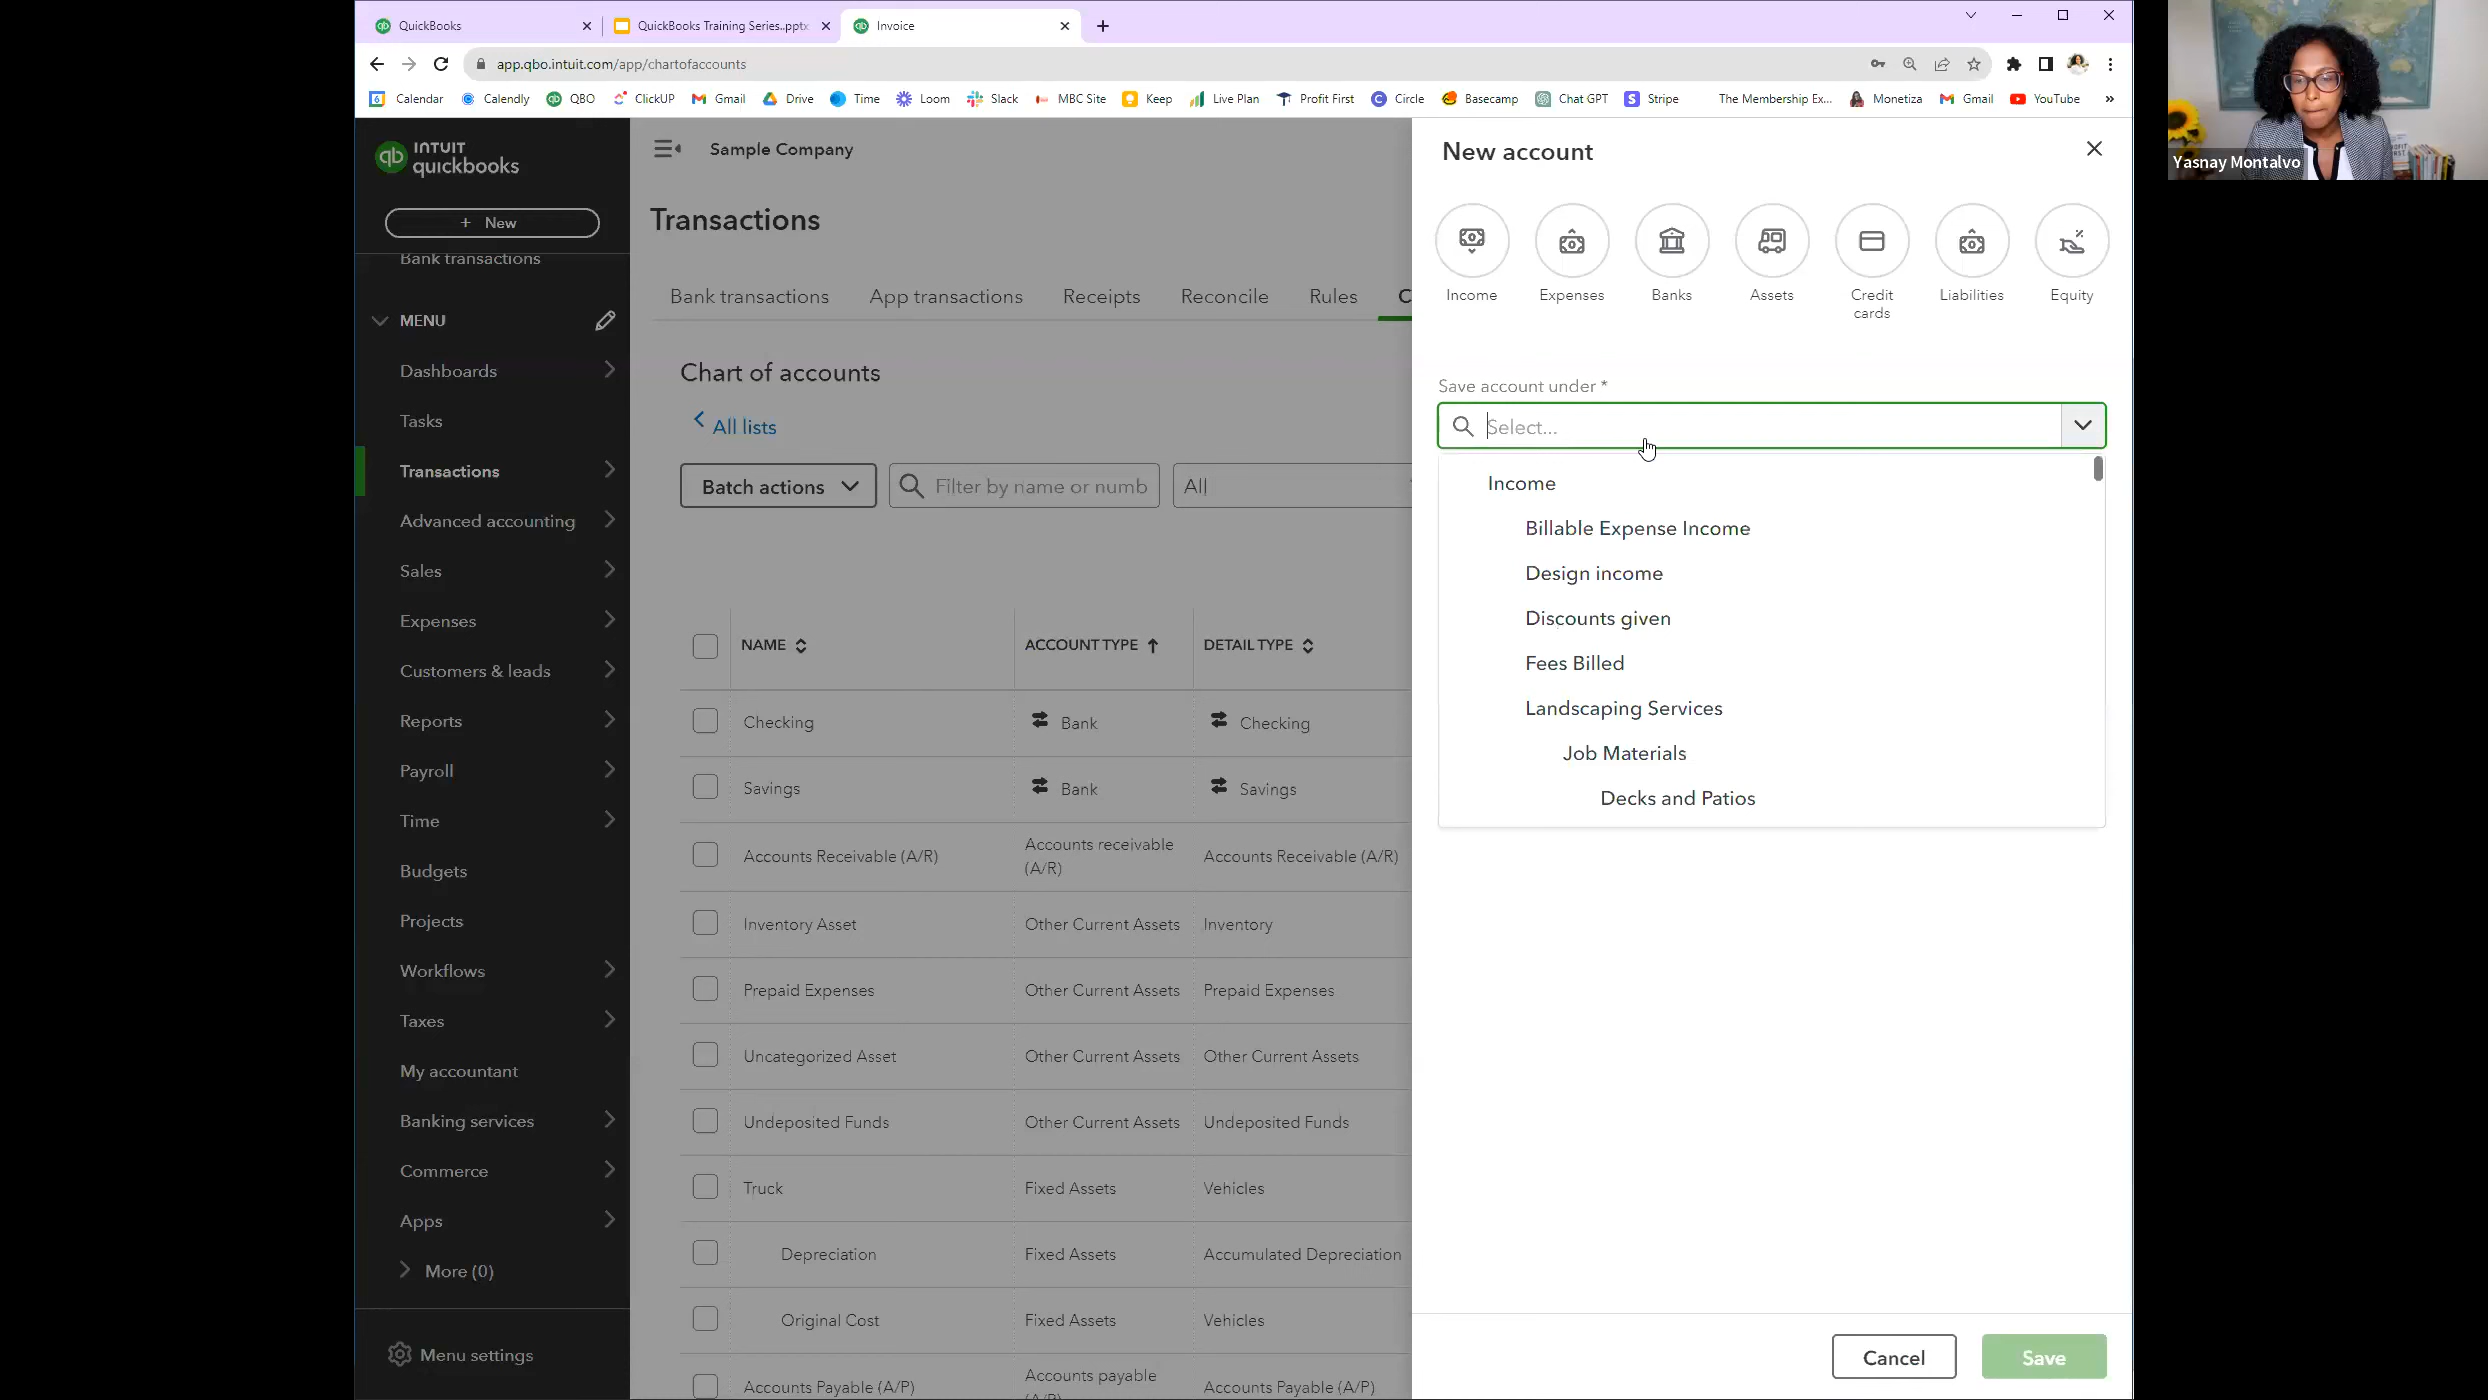 QuickBooks
QuickBooks Training Series..pptx
Invoice
app.qbo.intuit.com/app/chartofaccounts
6 Calendar
Calendly
QBO
ClickUP
Gmail
Drive
Time
Loom
Slack
MBC Site
Keep
Live Plan
Profit First
Circle
Basecamp
Chat GPT
Stripe
The Membership Ex...
Monetiza
Gmail
YouTube
»
Yasnay Montalvo
qb INTUIT
quickbooks
+ New
Bank transactions
MENU
Dashboards
Tasks
Transactions
Advanced accounting
Sales
Expenses
Customers & leads
Reports
Payroll
Time
Budgets
Projects
Workflows
Taxes
My accountant
Banking services
Commerce
Apps
More (0)
Menu settings
Sample Company
Transactions
Bank transactions
App transactions
Receipts
Reconcile
Rules
C
Chart of accounts
All lists
Batch actions
Filter by name or numb
All
NAME
ACCOUNT TYPE
DETAIL TYPE
Checking
Bank
Checking
Savings
Bank
Savings
Accounts Receivable (A/R)
Accounts receivable
(A/R)
Accounts Receivable (A/R)
Inventory Asset
Other Current Assets
Inventory
Prepaid Expenses
Other Current Assets
Prepaid Expenses
Uncategorized Asset
Other Current Assets
Other Current Assets
Undeposited Funds
Other Current Assets
Undeposited Funds
Truck
Fixed Assets
Vehicles
Depreciation
Fixed Assets
Accumulated Depreciation
Original Cost
Fixed Assets
Vehicles
Accounts Payable (A/P)
Accounts payable
(A/P)
Accounts Payable (A/P)
New account
Income
Expenses
Banks
Assets
Credit
cards
Liabilities
Equity
Save account under *
Select...
Income
Billable Expense Income
Design income
Discounts given
Fees Billed
Landscaping Services
Job Materials
Decks and Patios
Cancel
Save